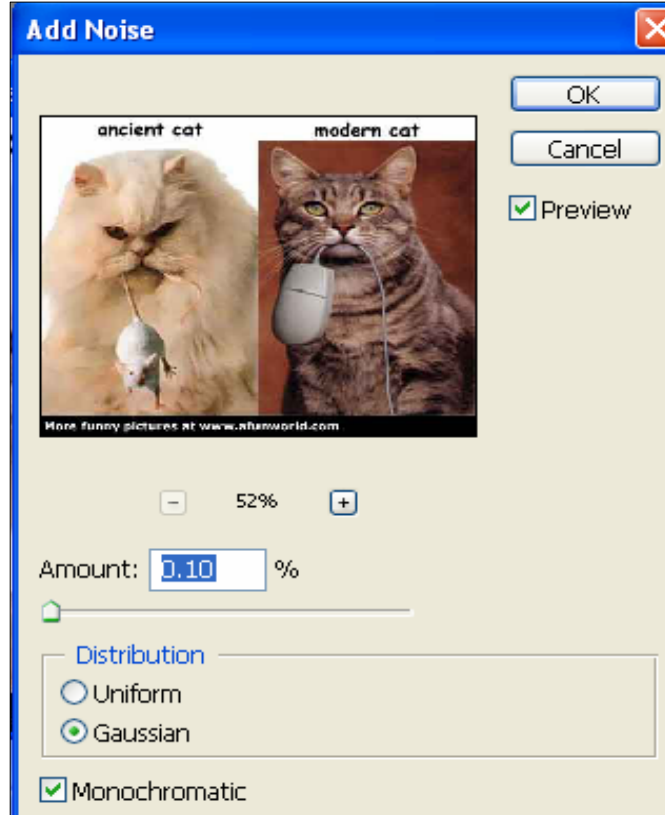 Add Noise
OK
Cancel
Preview
ancient cat modern cat
More funny pictures at www.afunworld.com
52%
Amount: 0.10 %
Distribution
Uniform
Gaussian
Monochromatic